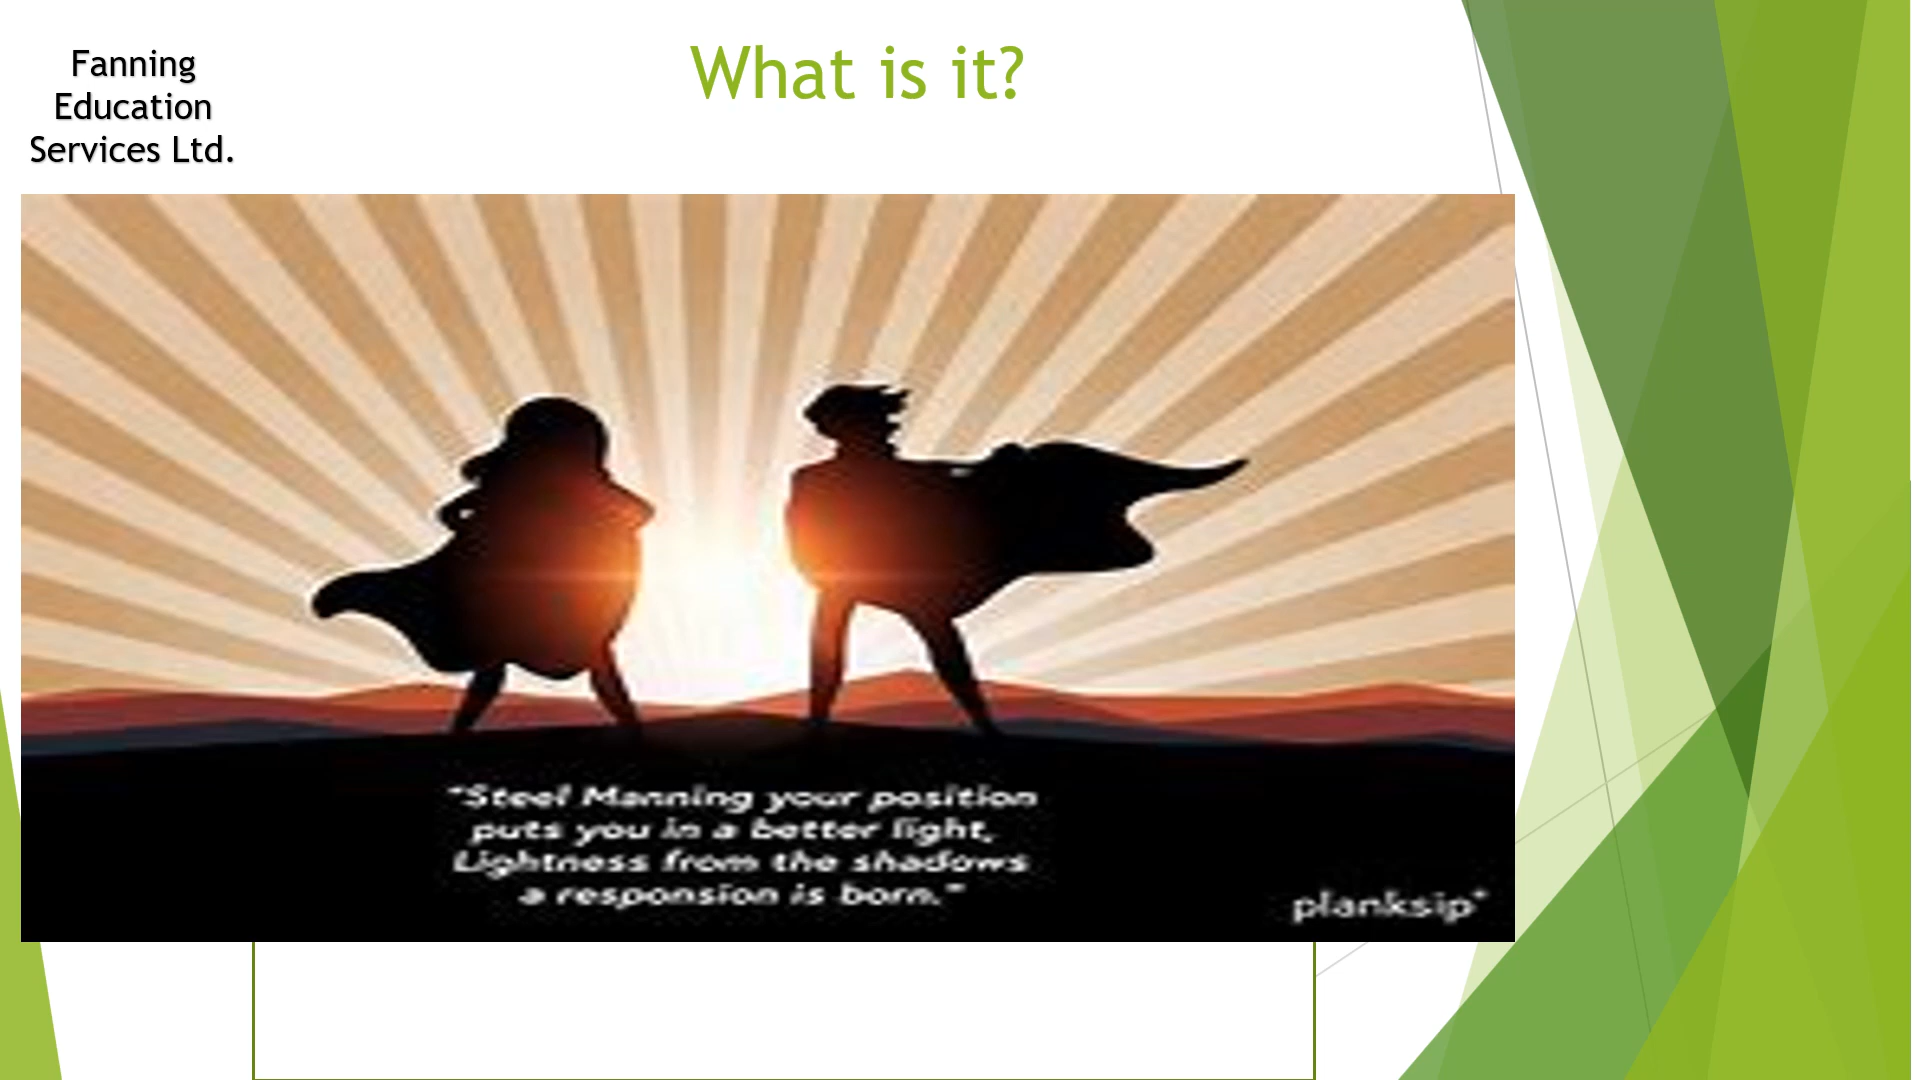 Fanning
Education
Services Ltd.
What is it?
"Steel Manning your position
puts you in a better light,
Lightness from the shadows
a responsion is born."
planksip*